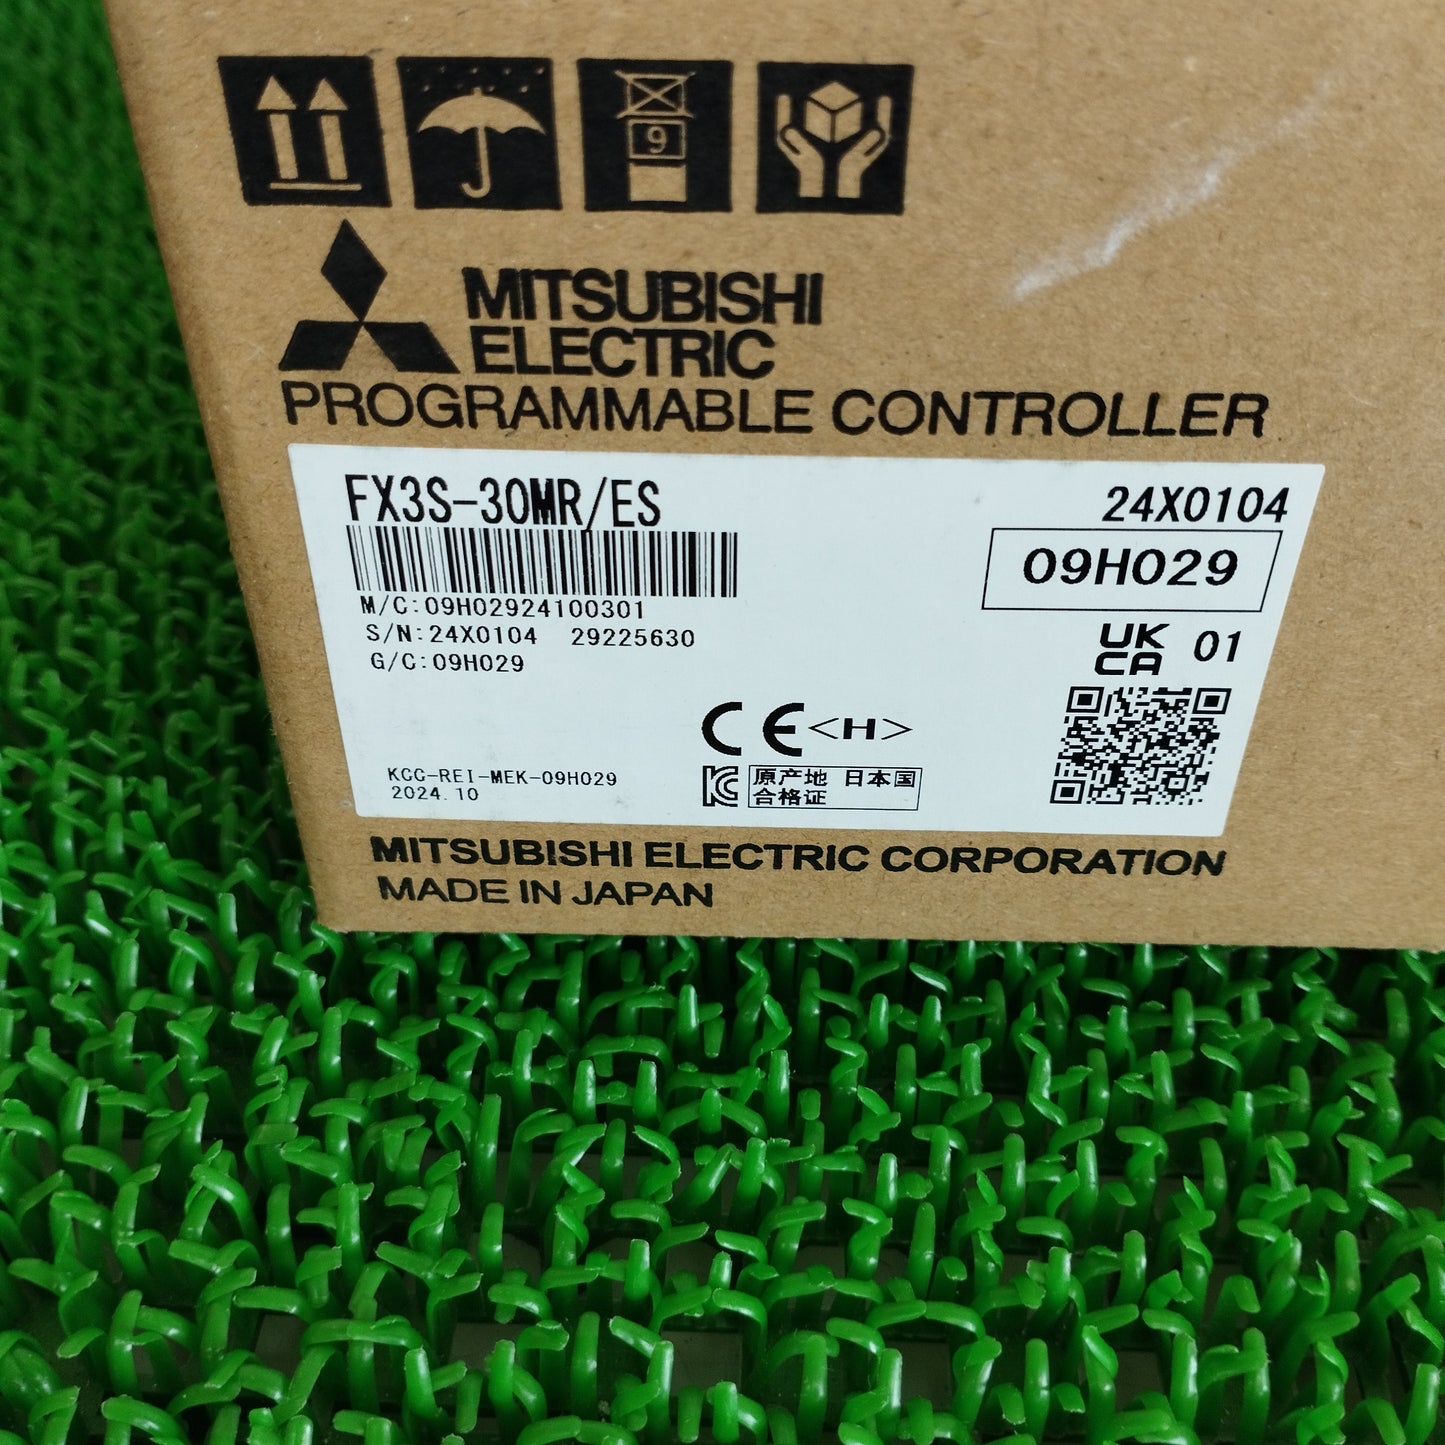 9
MITSUBISHI
ELECTRIC
PROGRAMMABLE CONTROLLER
FX3S-30MR/ES
24X0104
09H029
M/C:09H02924100301
S/N:24X0104 29225630
G/C:09H029
UK
CA 01
CE<H>
KCC-REI-MEK-09H029
2024.10
KC
原产地 日本国
合格证
MITSUBISHI ELECTRIC CORPORATION
MADE IN JAPAN